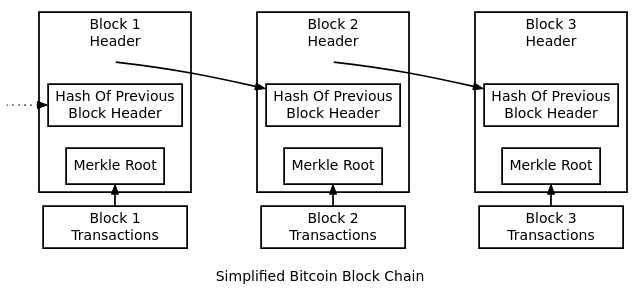 Block 1
Header
Block 2
Header
Block 3
Header
Hash Of Previous
Block Header
Hash Of Previous
Block Header
Hash Of Previous
Block Header
Merkle Root
Merkle Root
Merkle Root
Block 1
Transactions
Block 2
Transactions
Block 3
Transactions
Simplified Bitcoin Block Chain